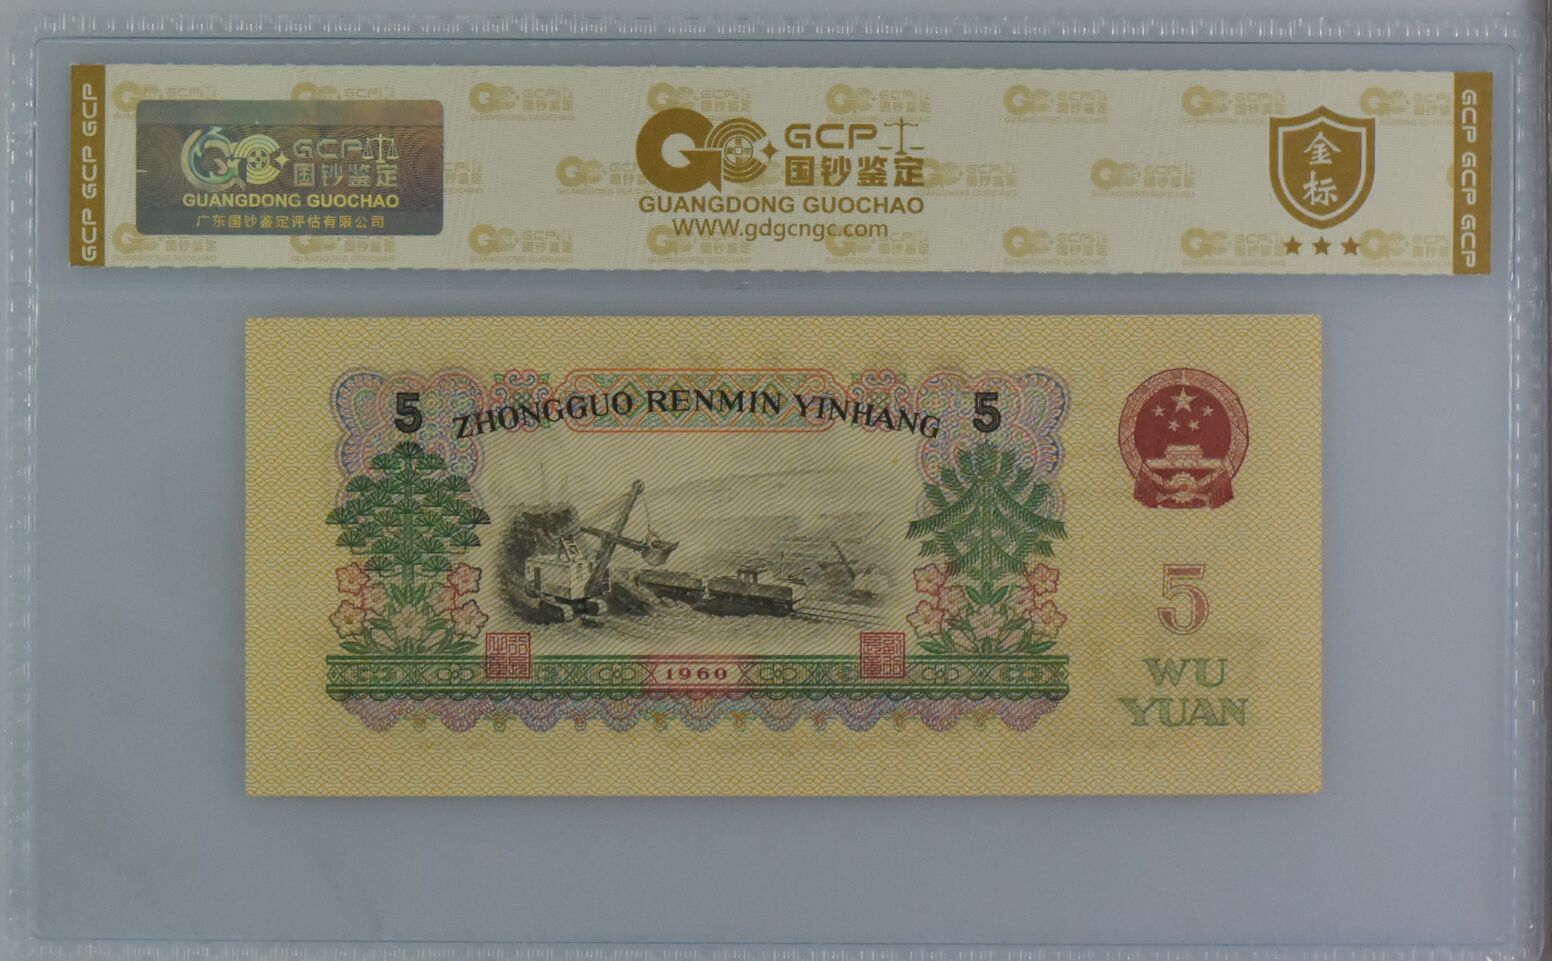 GCP GCP GCP
GCP
国钞鉴定
GUANGDONG GUOCHAO
广东国钞鉴定评估有限公司
GCP
国钞鉴定
GUANGDONG GUOCHAO
WWW.gdgcngc.com
金
标
GCP GCP GCP
5 ZHONGGUO RENMIN YINHANG 5
1960
5
WU
YUAN